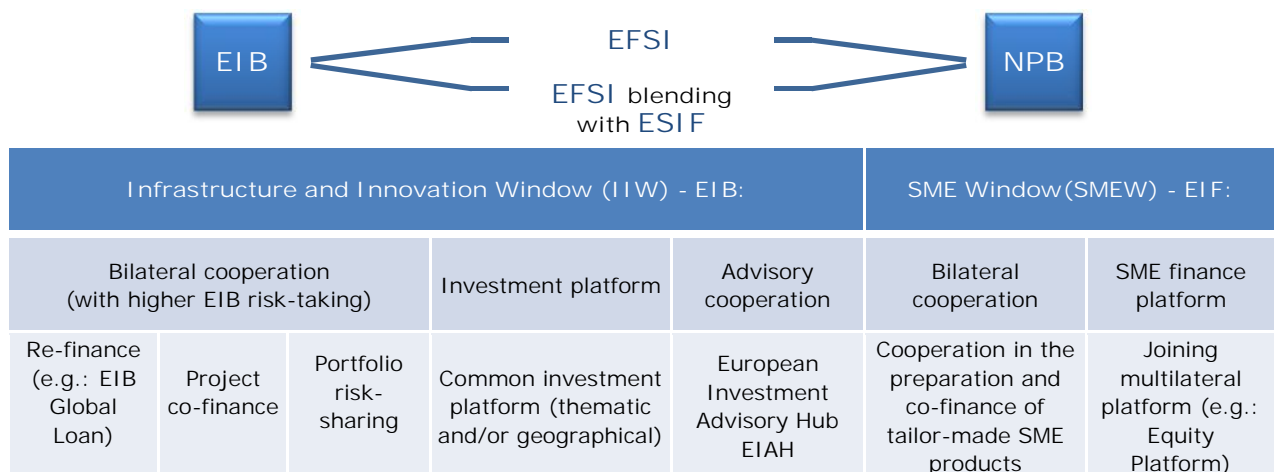 EIB
EFSI
NPB
EFSI blending
with ESIF
Infrastructure and Innovation Window (IIW) - EIB:
SME Window(SMEW) - EIF:
Bilateral cooperation
(with higher EIB risk-taking)
Investment platform
Advisory
cooperation
Bilateral
cooperation
SME finance
platform
Re-finance
(e.g.: EIB
Global
Loan)
Project
co-finance
Portfolio
risk-
sharing
Common investment
platform (thematic
and/or geographical)
European
Investment
Advisory Hub
EIAH
Cooperation in the
preparation and
co-finance of
tailor-made SME
products
Joining
multilateral
platform (e.g.:
Equity
Platform)